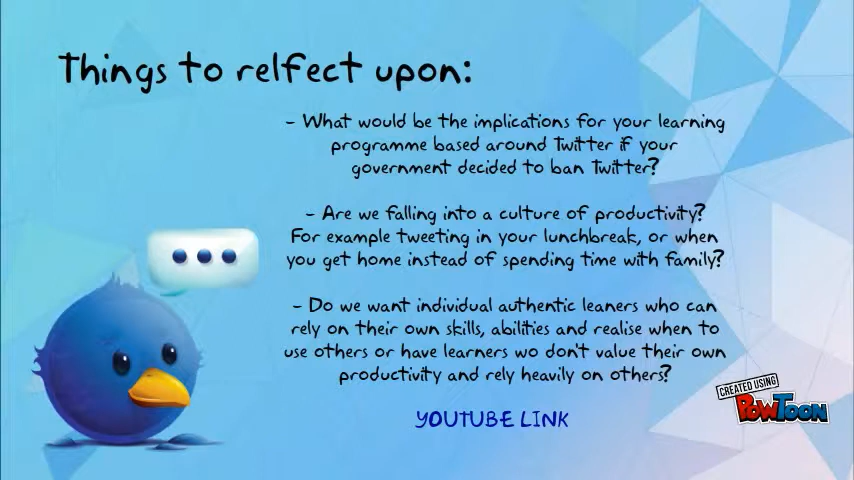 Things to relfect upon:
- What would be the implications for your learning
programme based around Twitter if your
government decided to ban Twitter?
- Are we falling into a culture of productivity?
For example tweeting in your lunchbreak, or when
you get home instead of spending time with family?
- Do we want individual authentic leaners who can
rely on their own skills, abilities and realise when to
use others or have learners wo don't value their own
productivity and rely heavily on others?
YOUTUBE LINK
CREATED USING
POWTOON